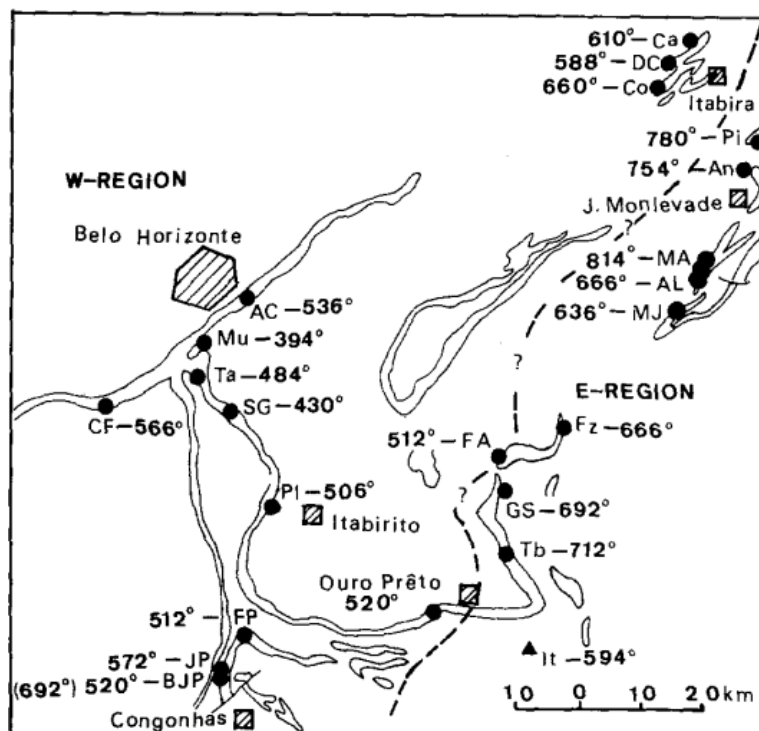 610°-Ca
588°-DC
660°-Co
Itabira
780°-Pi
754°-An
W-REGION
J. Monlevade
Belo Horizonte
?
814°-MA
666°-AL
636°-MJ
AC-536°
Mu-394°
?
Ta-484°
E-REGION
SG-430°
CF-566°
Fz-666°
512°-FA
PI-506°
?
GS-692°
Itabirito
Tb-712°
Ouro Prêto
520°
512°-FP
It-594°
572°-JP
(692°) 520°-BJP
10 0 10 20 km
Congonhas